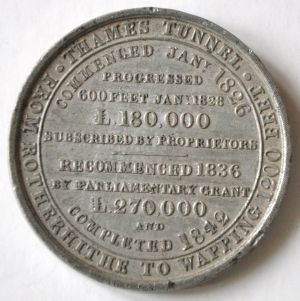 THAMES TUNNEL · FROM ROTHERHITHE TO WAPPING 1300 FEET ·
COMMENCED JANY 1826
PROGRESSED
600 FEET JANY 1828
£ 180,000
SUBSCRIBED BY PROPRIETORS
RECOMMENCED 1836
BY PARLIAMENTARY GRANT
£ 270,000
AND
COMPLETED 1842